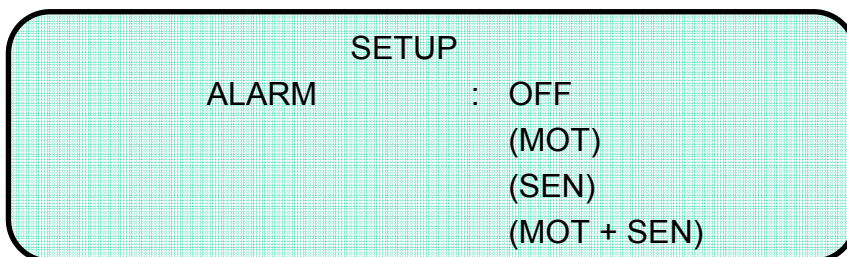 SETUP
ALARM : OFF
(MOT)
(SEN)
(MOT + SEN)